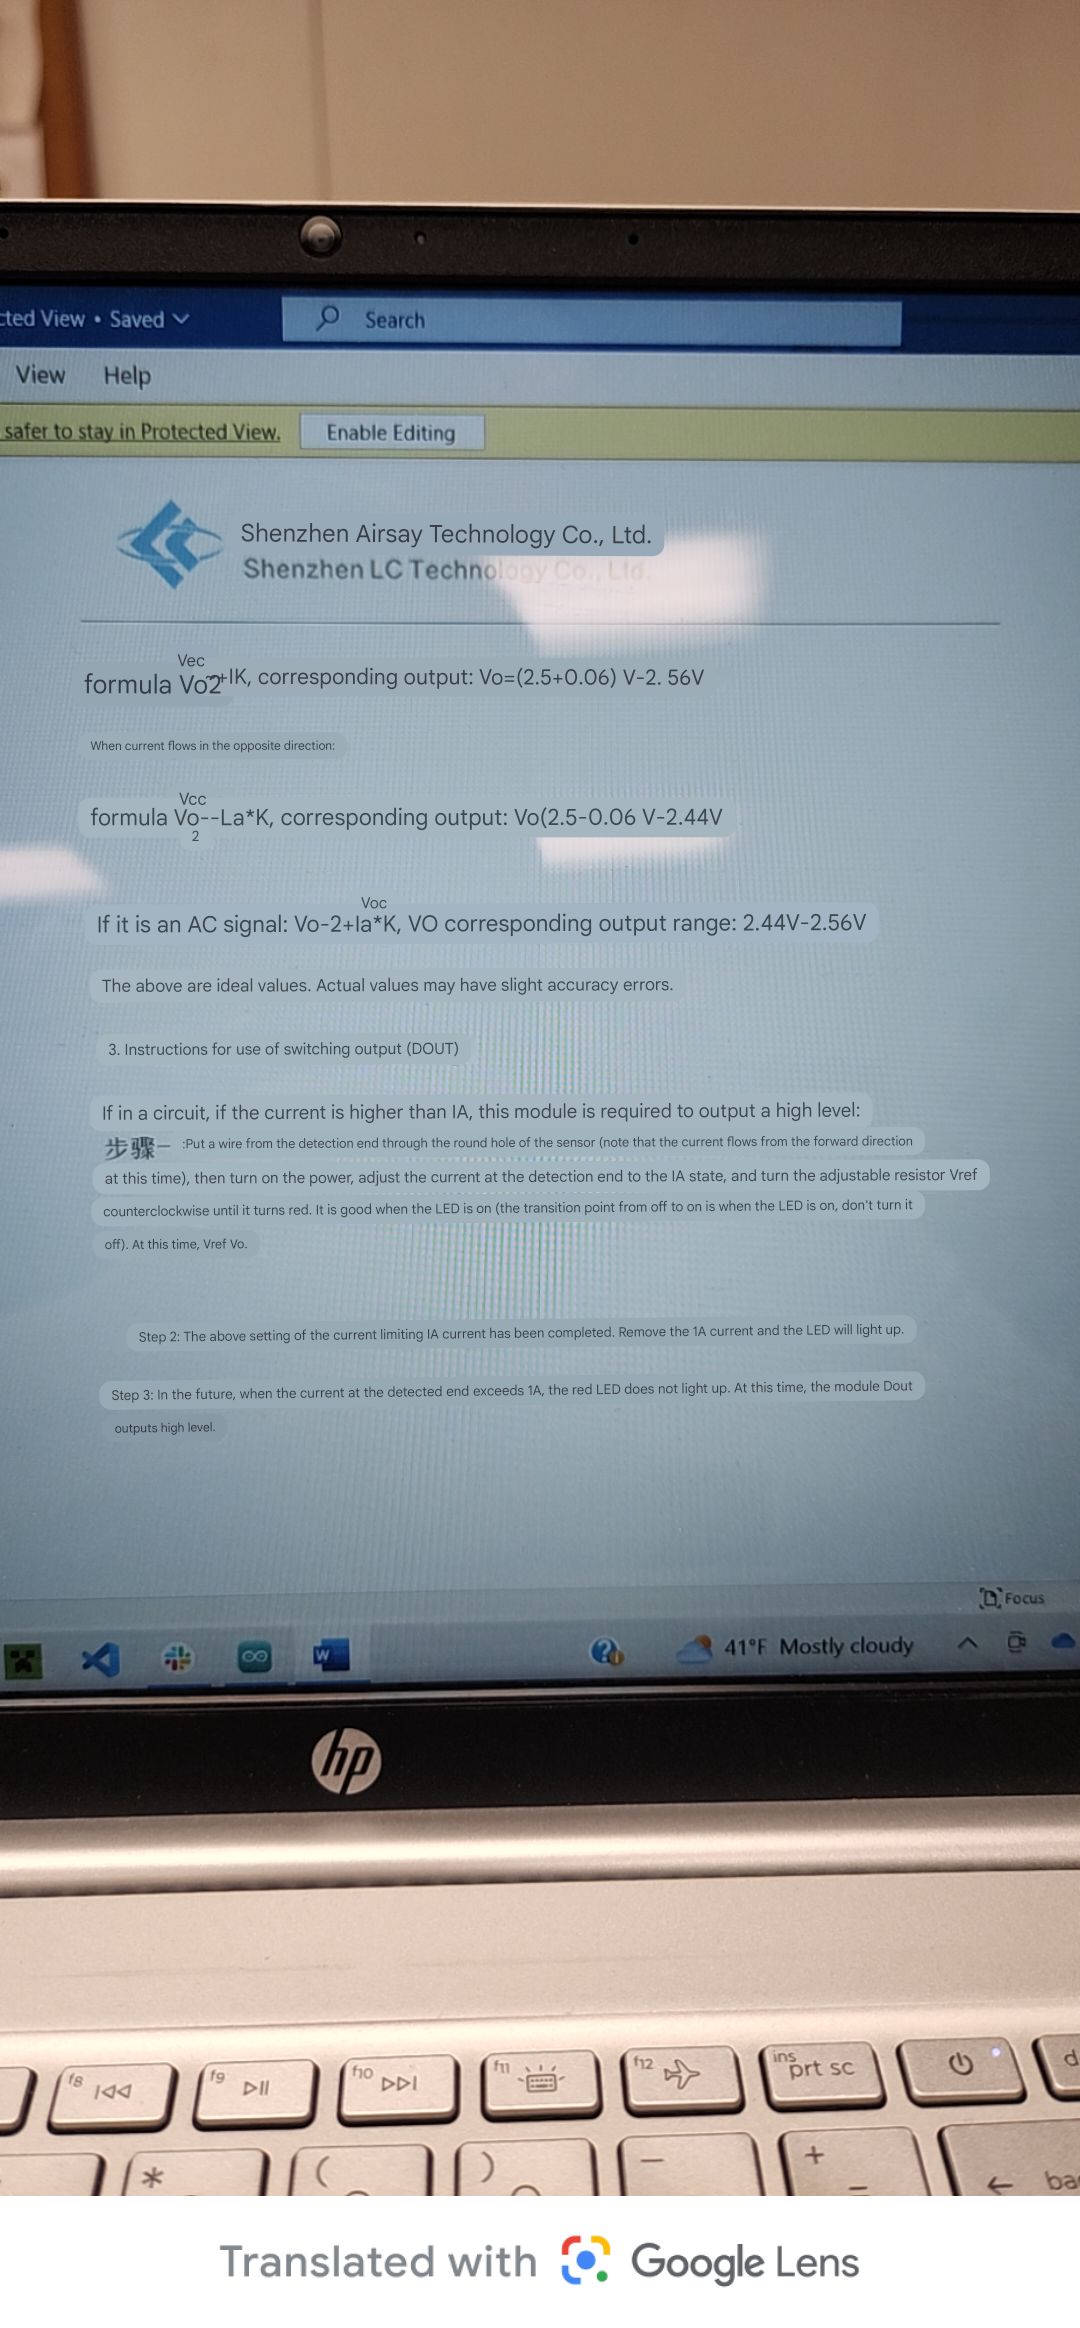 cted View • Saved
Search
View Help
safer to stay in Protected View. Enable Editing
Shenzhen Airsay Technology Co., Ltd.
Shenzhen LC Technology Co., Ltd.
Vec
formula Vo2 +IK, corresponding output: Vo=(2.5+0.06) V-2. 56V
When current flows in the opposite direction:
Vcc
formula Vo--La*K, corresponding output: Vo(2.5-0.06 V-2.44V
2
Voc
If it is an AC signal: Vo-2+Ia*K, VO corresponding output range: 2.44V-2.56V
The above are ideal values. Actual values may have slight accuracy errors.
3. Instructions for use of switching output (DOUT)
If in a circuit, if the current is higher than IA, this module is required to output a high level:
步骤一 :Put a wire from the detection end through the round hole of the sensor (note that the current flows from the forward direction
at this time), then turn on the power, adjust the current at the detection end to the IA state, and turn the adjustable resistor Vref
counterclockwise until it turns red. It is good when the LED is on (the transition point from off to on is when the LED is on, don't turn it
off). At this time, Vref Vo.
Step 2: The above setting of the current limiting IA current has been completed. Remove the 1A current and the LED will light up.
Step 3: In the future, when the current at the detected end exceeds 1A, the red LED does not light up. At this time, the module Dout
outputs high level.
Focus
41°F Mostly cloudy
hp
f8 f9 f10 f11 f12 ins prt sc d
* ( ) — + = ← ba
Translated with Google Lens